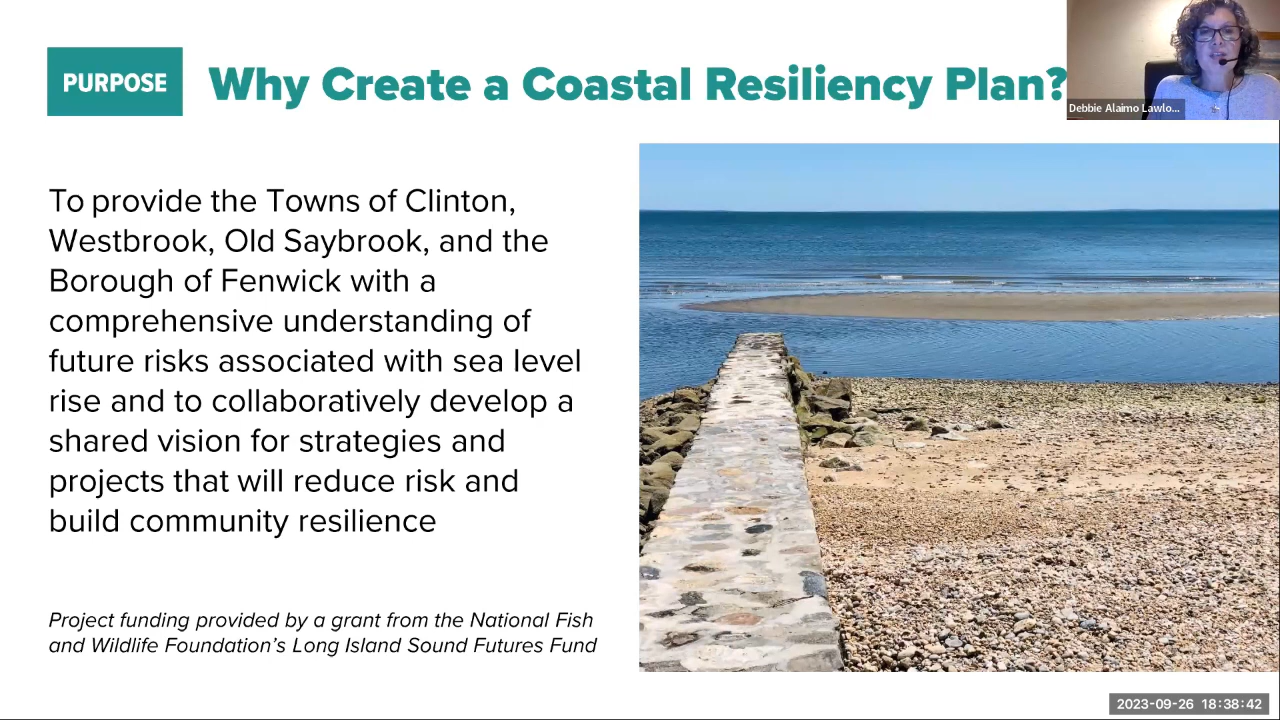 PURPOSE
Why Create a Coastal Resiliency Plan?
Debbie Alaimo Lawlo...
To provide the Towns of Clinton,
Westbrook, Old Saybrook, and the
Borough of Fenwick with a
comprehensive understanding of
future risks associated with sea level
rise and to collaboratively develop a
shared vision for strategies and
projects that will reduce risk and
build community resilience
Project funding provided by a grant from the National Fish
and Wildlife Foundation’s Long Island Sound Futures Fund
2023-09-26 18:38:42